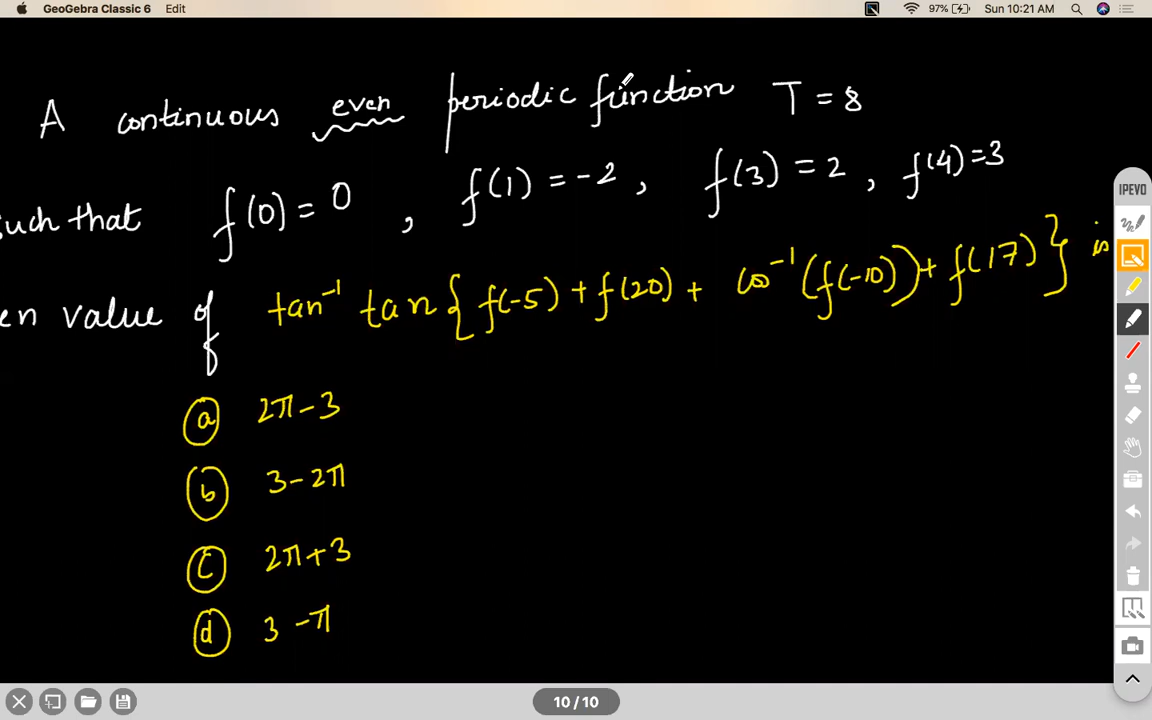 GeoGebra Classic 6 Edit 97% Sun 10:21 AM
A continuous even periodic function T = 8
such that f(0) = 0 , f(1) = -2 , f(3) = 2 , f(4) = 3
en value of tan⁻¹ tan { f(-5) + f(20) + cos⁻¹ (f(-10)) + f(17) } is
a 2π - 3
b 3 - 2π
c 2π + 3
d 3 - π
IPEVO
10 / 10